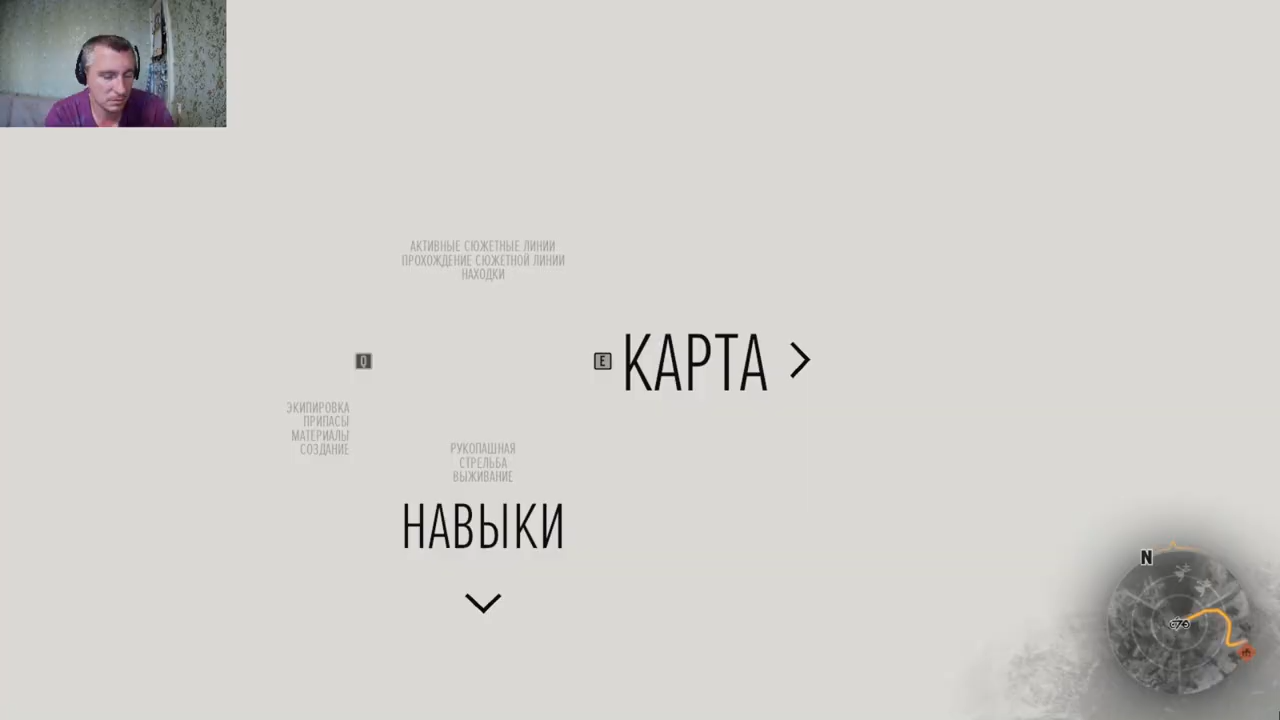 АКТИВНЫЕ СЮЖЕТНЫЕ ЛИНИИ
ПРОХОЖДЕНИЕ СЮЖЕТНОЙ ЛИНИИ
НАХОДКИ
Q
E КАРТА
ЭКИПИРОВКА
ПРИПАСЫ
МАТЕРИАЛЫ
СОЗДАНИЕ
РУКОПАШНАЯ
СТРЕЛЬБА
ВЫЖИВАНИЕ
НАВЫКИ
N